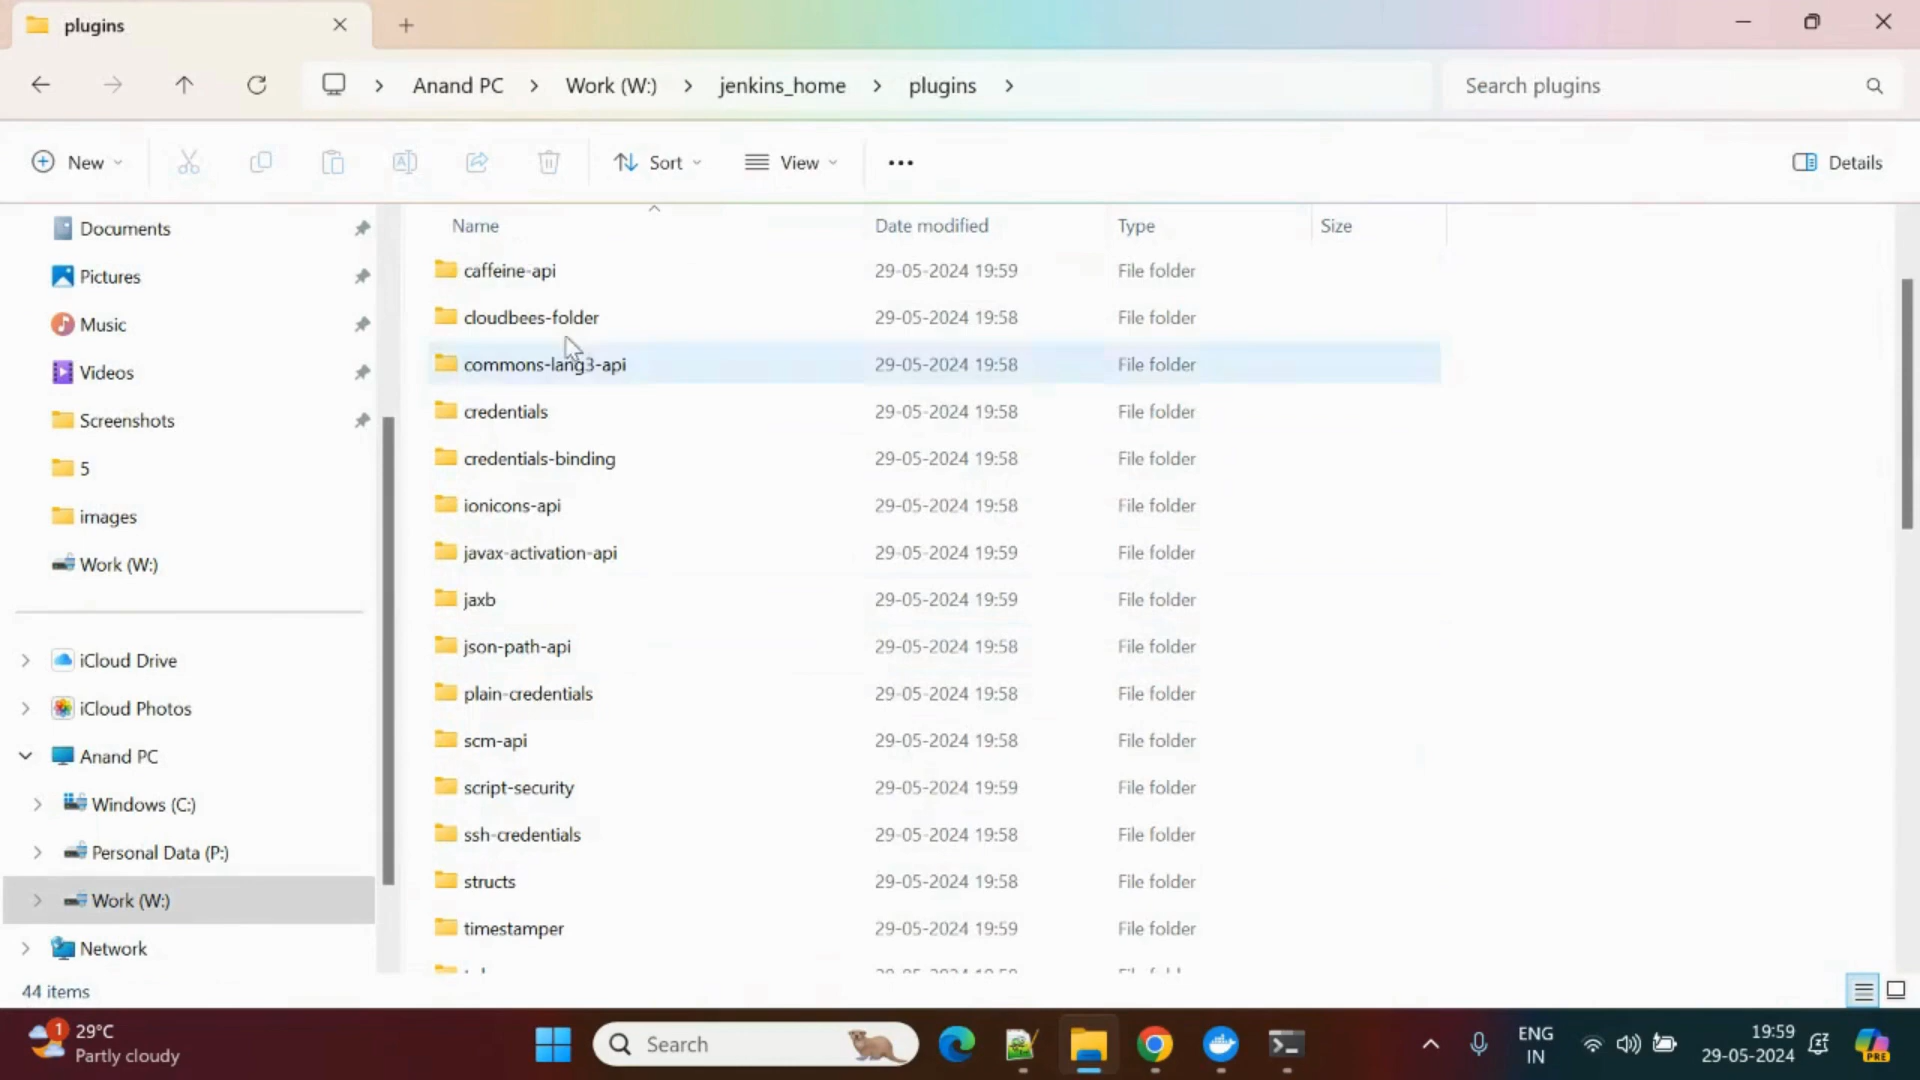 plugins
Anand PC
Work (W:)
jenkins_home
plugins
Search plugins
New
Sort
View
Details
Documents
Pictures
Music
Videos
Screenshots
5
images
Work (W:)
iCloud Drive
iCloud Photos
Anand PC
Windows (C:)
Personal Data (P:)
Work (W:)
Network
Name Date modified Type Size
caffeine-api 29-05-2024 19:59 File folder
cloudbees-folder 29-05-2024 19:58 File folder
commons-lang3-api 29-05-2024 19:58 File folder
credentials 29-05-2024 19:58 File folder
credentials-binding 29-05-2024 19:58 File folder
ionicons-api 29-05-2024 19:58 File folder
javax-activation-api 29-05-2024 19:59 File folder
jaxb 29-05-2024 19:59 File folder
json-path-api 29-05-2024 19:58 File folder
plain-credentials 29-05-2024 19:58 File folder
scm-api 29-05-2024 19:58 File folder
script-security 29-05-2024 19:59 File folder
ssh-credentials 29-05-2024 19:58 File folder
structs 29-05-2024 19:58 File folder
timestamper 29-05-2024 19:59 File folder
44 items
1
29°C
Partly cloudy
Search
ENG
IN
19:59
29-05-2024
PRE